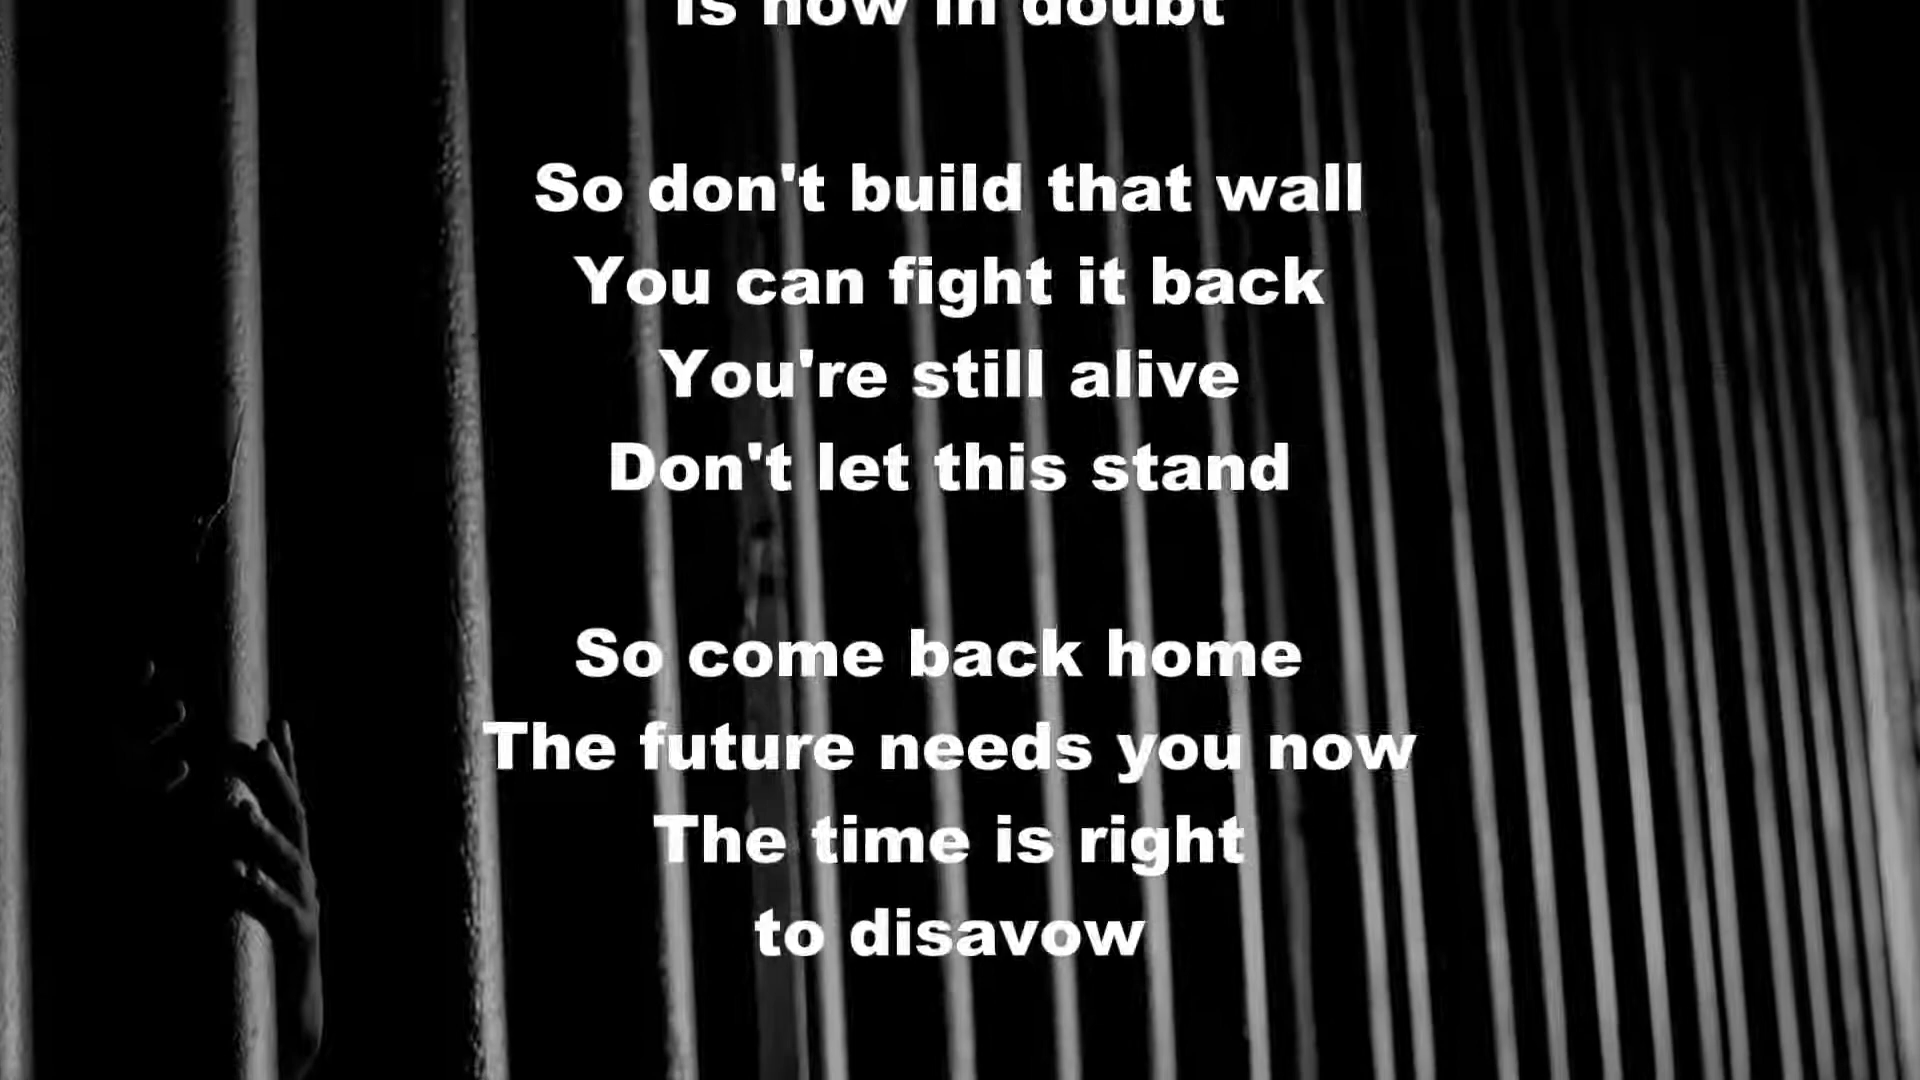 is now in doubt
So don't build that wall
You can fight it back
You're still alive
Don't let this stand
So come back home
The future needs you now
The time is right
to disavow